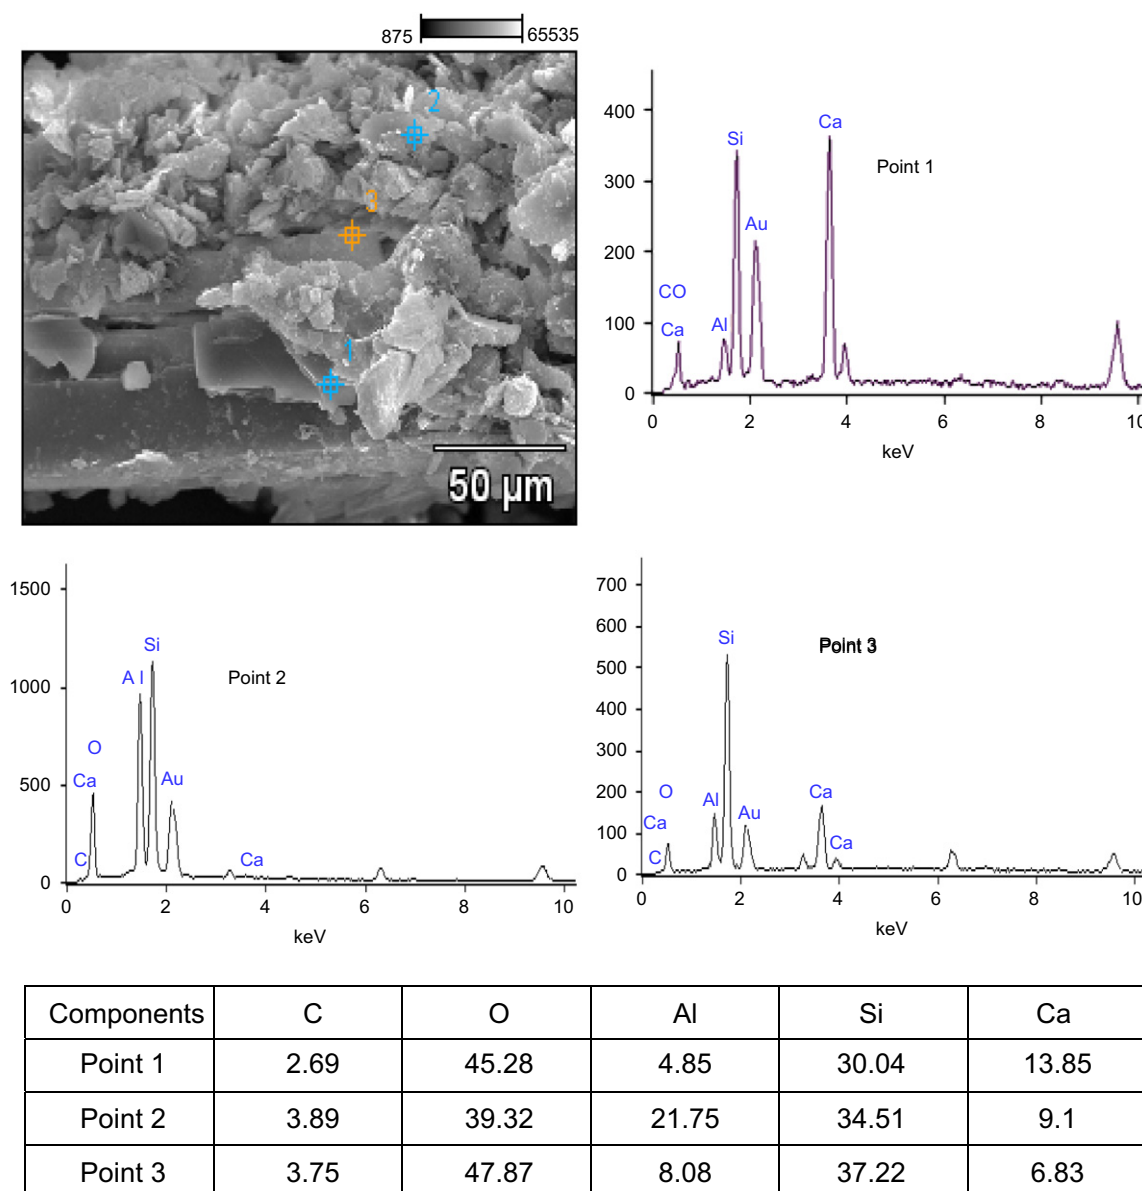 875 65535
2
3
1
50 µm
400
300
200
100
0
Si
Ca
Au
CO
Ca
Al
Point 1
0 2 4 6 8 10
keV
1500
1000
500
0
Si
A l
O
Ca
Au
C
Ca
Point 2
0 2 4 6 8 10
keV
700
600
500
400
300
200
100
0
Si
Point 3
O
Al
Ca
Au
Ca
C
Ca
0 2 4 6 8 10
keV
Components C O Al Si Ca
Point 1 2.69 45.28 4.85 30.04 13.85
Point 2 3.89 39.32 21.75 34.51 9.1
Point 3 3.75 47.87 8.08 37.22 6.83